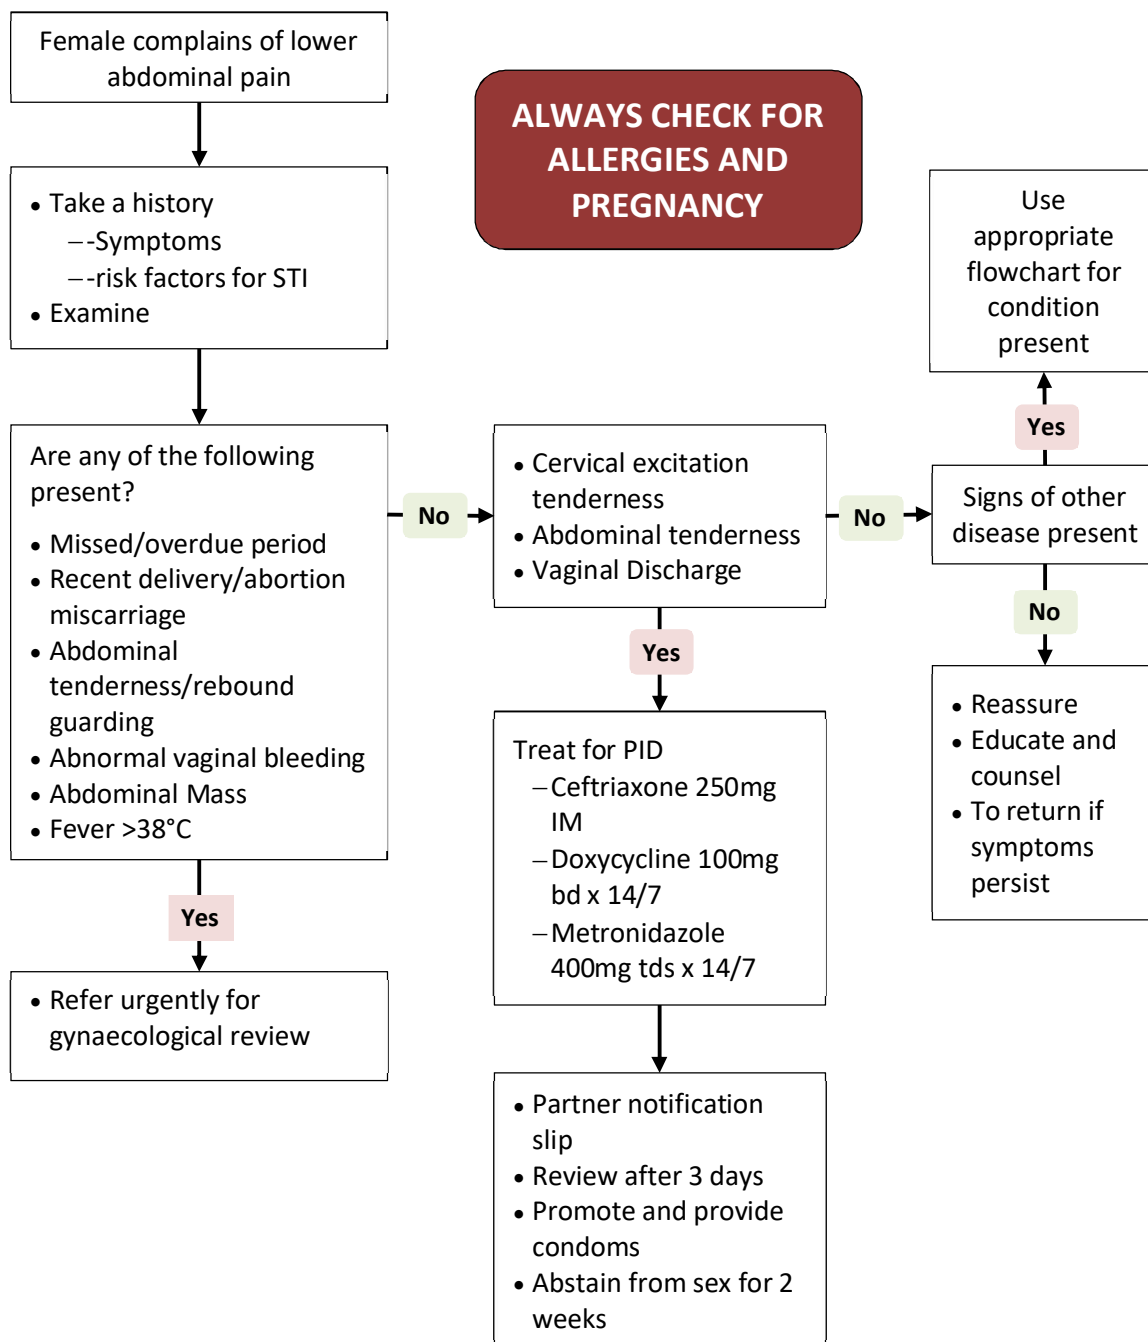 Female complains of lower
abdominal pain
ALWAYS CHECK FOR
ALLERGIES AND
PREGNANCY
• Take a history
–-Symptoms
–-risk factors for STI
• Examine
Use
appropriate
flowchart for
condition
present
Yes
Are any of the following
present?
• Missed/overdue period
• Recent delivery/abortion
miscarriage
• Abdominal
tenderness/rebound
guarding
• Abnormal vaginal bleeding
• Abdominal Mass
• Fever >38°C
No
• Cervical excitation
tenderness
• Abdominal tenderness
• Vaginal Discharge
No
Signs of other
disease present
No
Yes
• Reassure
• Educate and
counsel
• To return if
symptoms
persist
Treat for PID
–Ceftriaxone 250mg
IM
–Doxycycline 100mg
bd x 14/7
–Metronidazole
400mg tds x 14/7
Yes
• Refer urgently for
gynaecological review
• Partner notification
slip
• Review after 3 days
• Promote and provide
condoms
• Abstain from sex for 2
weeks